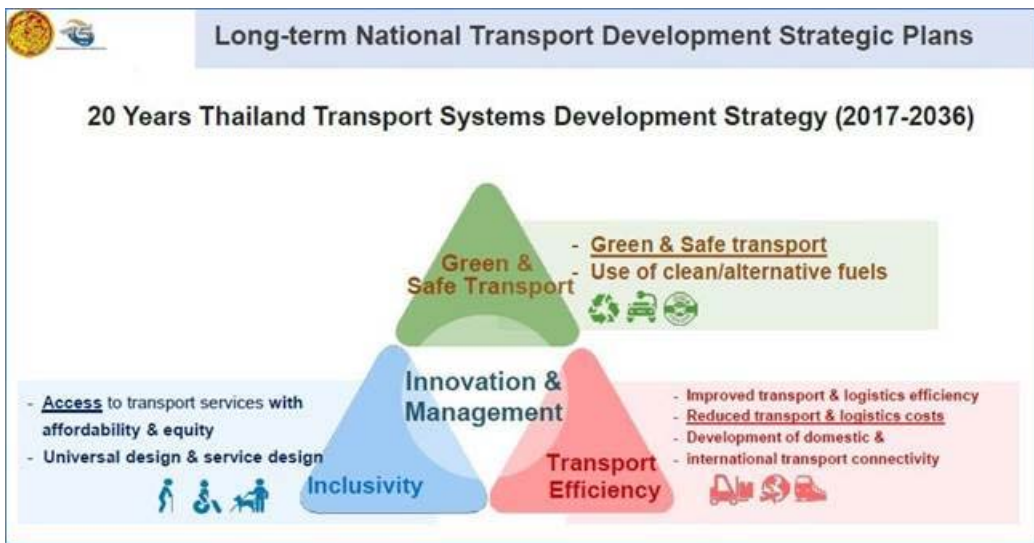 Long-term National Transport Development Strategic Plans
20 Years Thailand Transport Systems Development Strategy (2017-2036)
Green &
Safe Transport
- Green & Safe transport
- Use of clean/alternative fuels
Innovation &
Management
- Access to transport services with
affordability & equity
- Universal design & service design
Inclusivity
Transport
Efficiency
- Improved transport & logistics efficiency
- Reduced transport & logistics costs
- Development of domestic &
- international transport connectivity